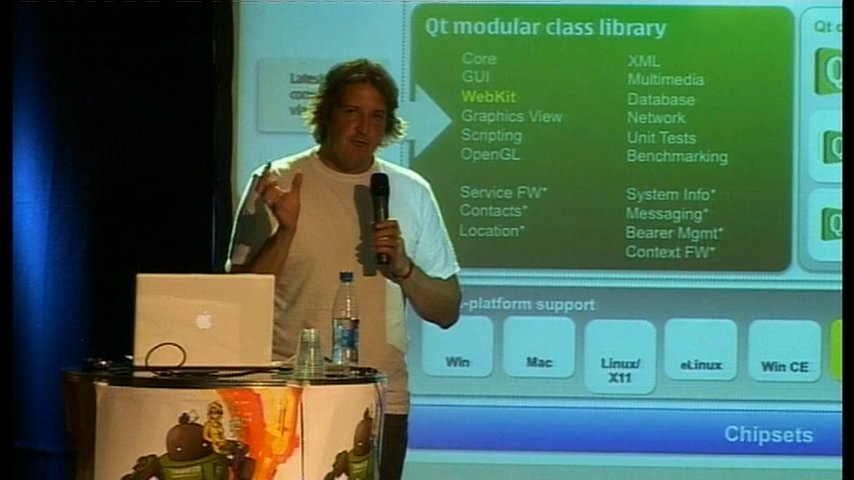 Qt modular class library
Core
GUI
WebKit
Graphics View
Scripting
OpenGL
Service FW*
Contacts*
Location*
XML
Multimedia
Database
Network
Unit Tests
Benchmarking
System Info*
Messaging*
Bearer Mgmt*
Context FW*
Qt
-platform support
Win
Mac
Linux/
X11
eLinux
Win CE
Chipsets